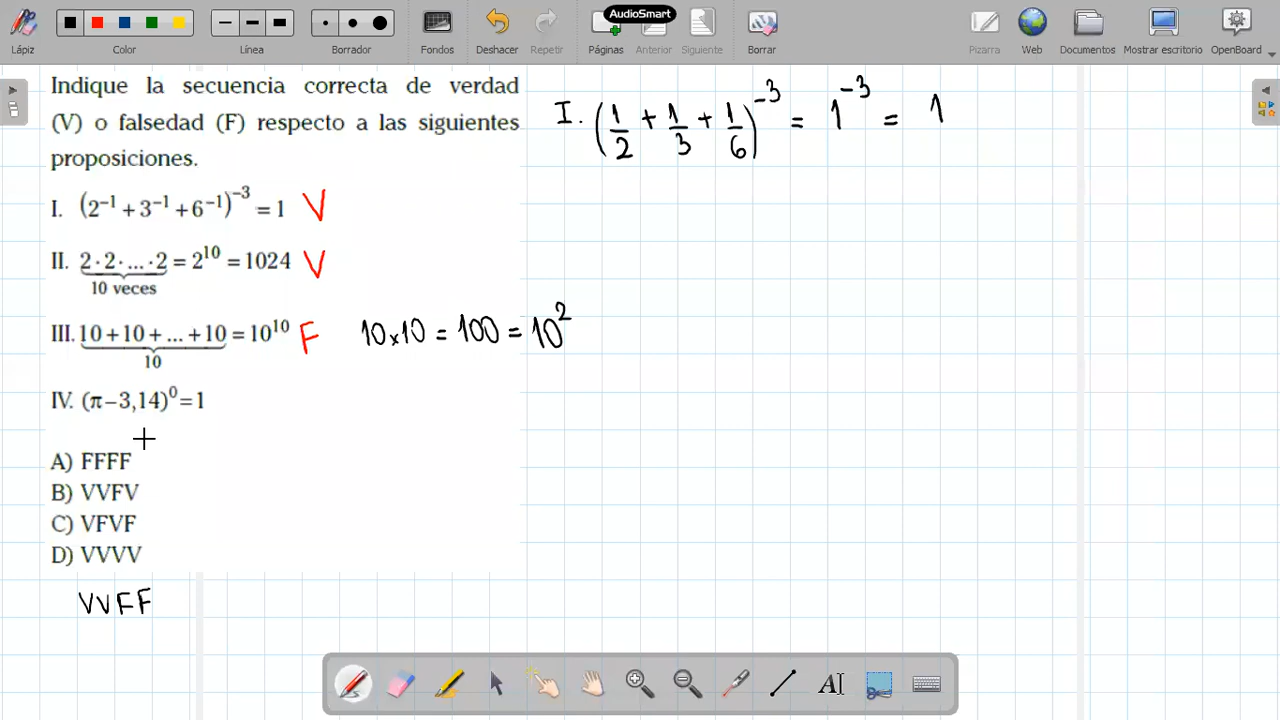 AudioSmart
Lápiz Color Línea Borrador Fondos Deshacer Repetir Páginas Anterior Siguiente Borrar Pizarra Web Documentos Mostrar escritorio OpenBoard
Indique la secuencia correcta de verdad
(V) o falsedad (F) respecto a las siguientes
proposiciones.
I. (2⁻¹ + 3⁻¹ + 6⁻¹)⁻³ = 1 V
II. 2 · 2 · ... · 2 = 2¹⁰ = 1024 V
10 veces
III. 10 + 10 + ... + 10 = 10¹⁰ F
10
IV. (π – 3,14)⁰ = 1
A) FFFF
B) VVFV
C) VFVF
D) VVVV
VVFF
I. (1/2 + 1/3 + 1/6)⁻³ = 1⁻³ = 1
10x10 = 100 = 10²
A